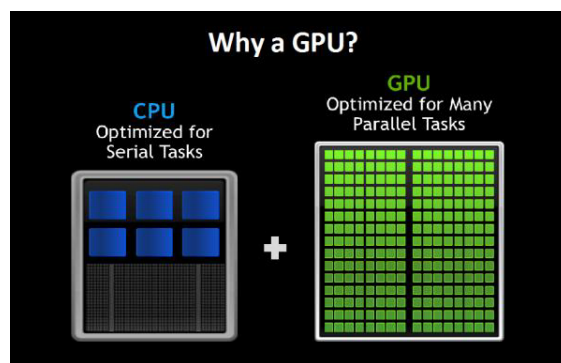 Why a GPU?
CPU
Optimized for
Serial Tasks
GPU
Optimized for Many
Parallel Tasks